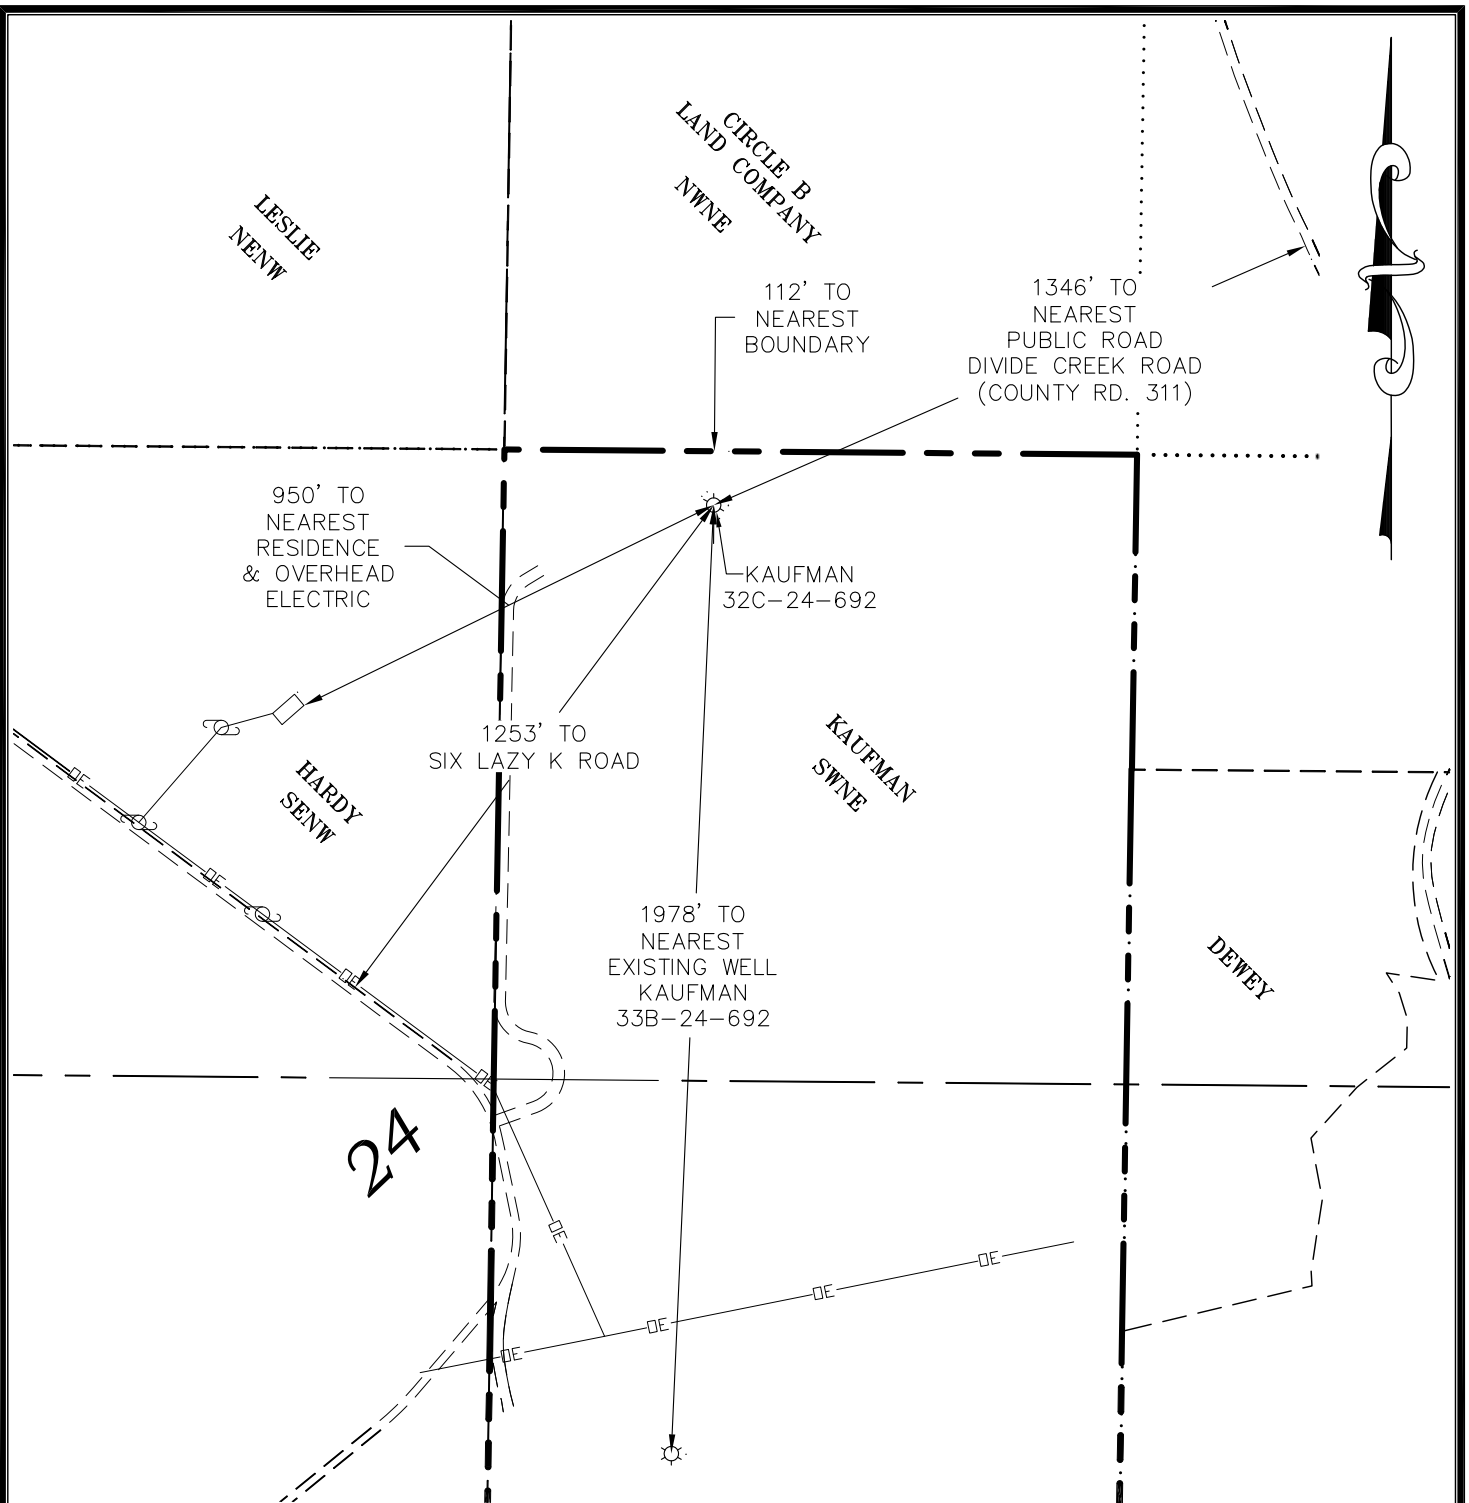 CIRCLE B
LAND COMPANY
NWNE
LESLIE
NENW
112' TO
NEAREST
BOUNDARY
1346' TO
NEAREST
PUBLIC ROAD
DIVIDE CREEK ROAD
(COUNTY RD. 311)
950' TO
NEAREST
RESIDENCE
& OVERHEAD
ELECTRIC
KAUFMAN
32C-24-692
1253' TO
SIX LAZY K ROAD
KAUFMAN
SWNE
HARDY
SENW
OE
OE
OE
OE
1978' TO
NEAREST
EXISTING WELL
KAUFMAN
33B-24-692
DEWEY
24
OE
OE
OE
OE
OE